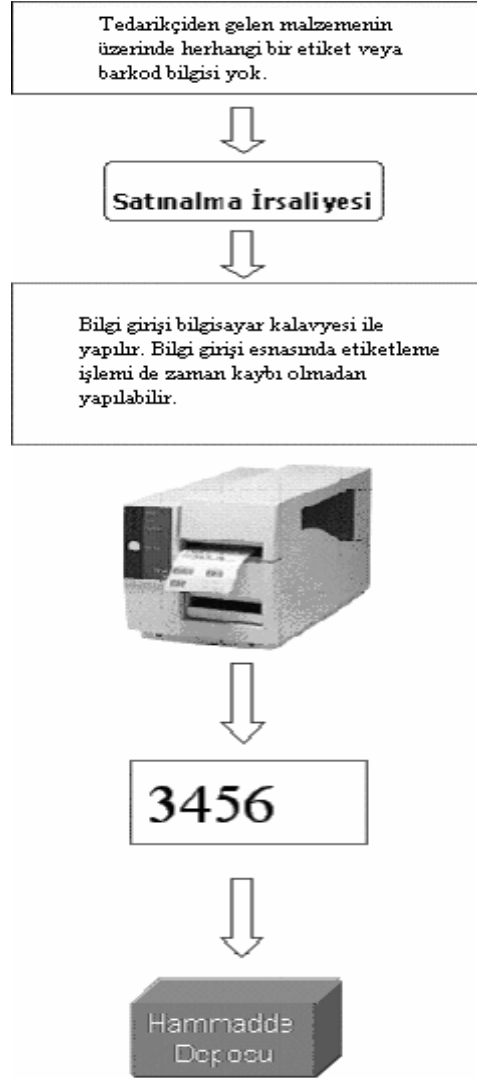 Tedarikçiden gelen malzemenin
üzerinde herhangi bir etiket veya
barkod bilgisi yok.
Satınalma İrsaliyesi
Bilgi girişi bilgisayar kalavyesi ile
yapılır. Bilgi girişi esnasında etiketleme
işlemi de zaman kaybı olmadan
yapılabilir.
3456
Hammadde
Deposu